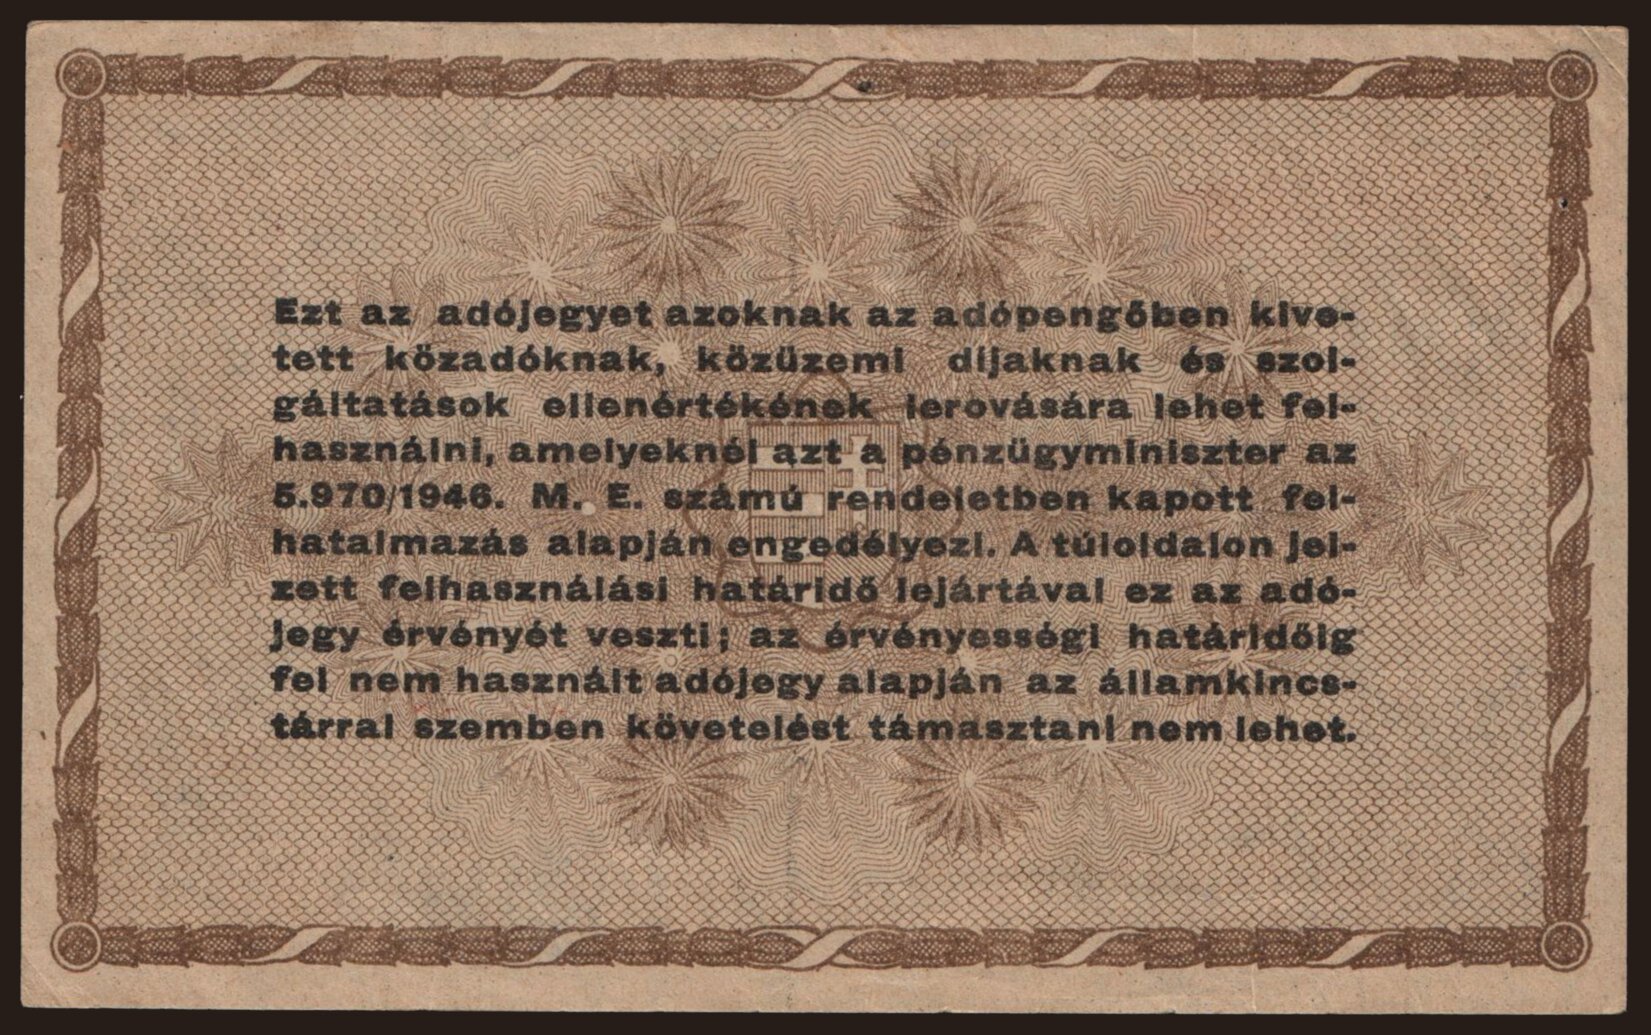 Ezt az adójegyet azoknak az adópengőben kive-
tett közadóknak, közüzemi díjaknak és szol-
gáltatások ellenértékének lerovására lehet fel-
használni, amelyeknél azt a pénzügyminiszter az
5.970/1946. M. E. számú rendeletben kapott fel-
hatalmazás alapján engedélyezi. A túloldalon jel-
zett felhasználási határidő lejártával ez az adó-
jegy érvényét veszti; az érvényességi határidőig
fel nem használt adójegy alapján az államkincs-
tárral szemben követelést támasztani nem lehet.